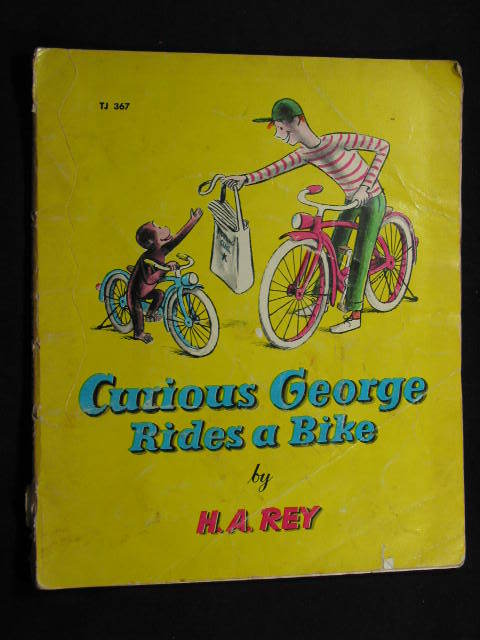 TJ 367
Curious George
Rides a Bike
by
H. A. REY